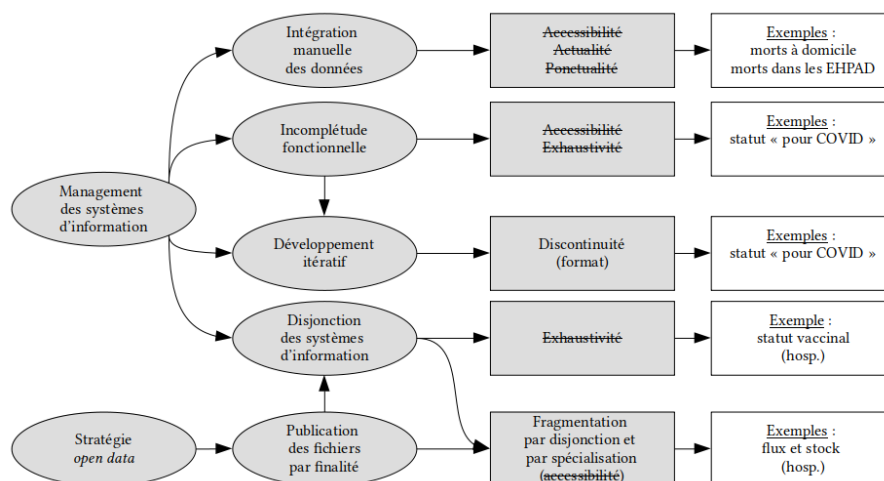 Intégration
manuelle
des données
Accessibilité
Actualité
Ponctualité
Exemples :
morts à domicile
morts dans les EHPAD
Incomplétude
fonctionnelle
Accessibilité
Exhaustivité
Exemples :
statut « pour COVID »
Management
des systèmes
d'information
Développement
itératif
Discontinuité
(format)
Exemples :
statut « pour COVID »
Disjonction
des systèmes
d'information
Exhaustivité
Exemple :
statut vaccinal
(hosp.)
Stratégie
open data
Publication
des fichiers
par finalité
Fragmentation
par disjonction et
par spécialisation
(accessibilité)
Exemples :
flux et stock
(hosp.)